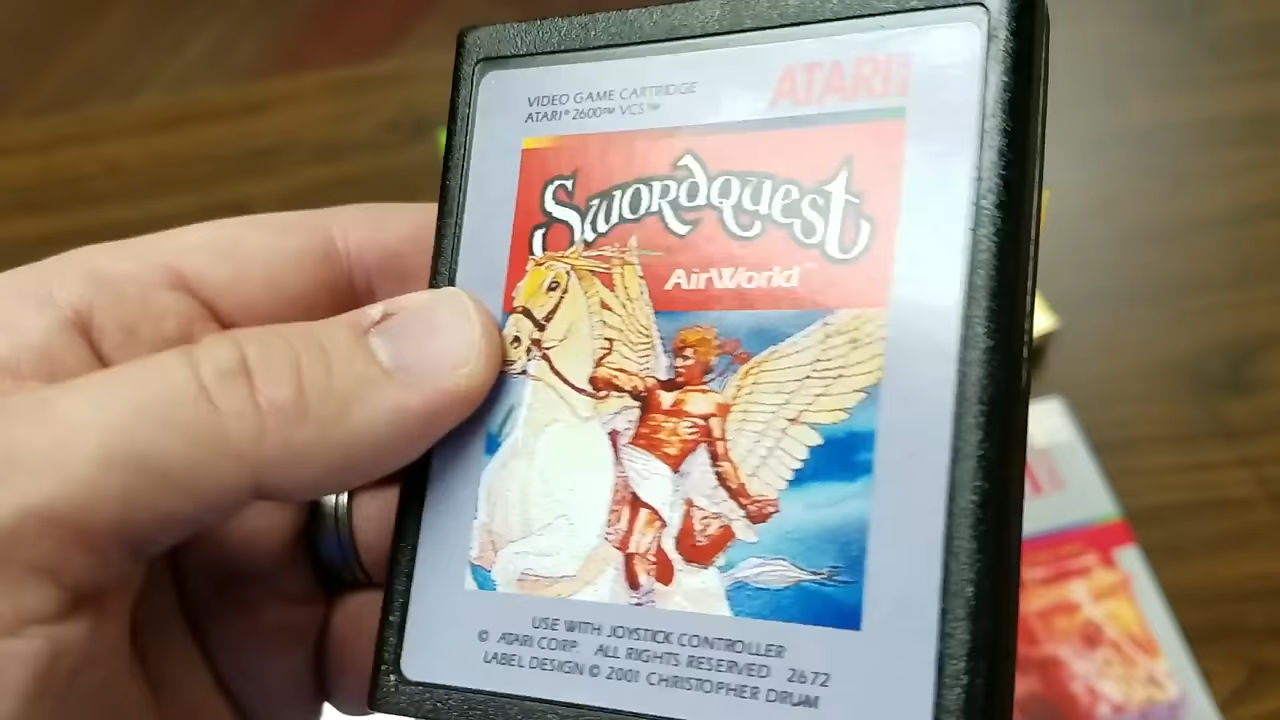 VIDEO GAME CARTRIDGE
ATARI® 2600™ VCS™
ATARI
Swordquest
AirWorld™
USE WITH JOYSTICK CONTROLLER
© ATARI CORP. ALL RIGHTS RESERVED 2672
LABEL DESIGN © 2001 CHRISTOPHER DRUM